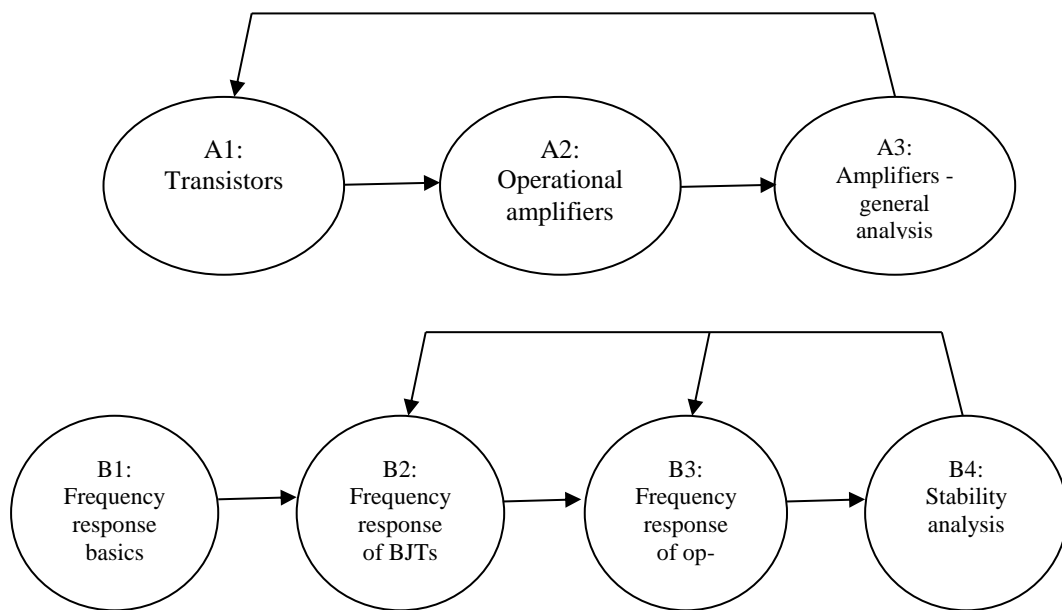 A1:
Transistors
A2:
Operational
amplifiers
A3:
Amplifiers -
general
analysis
B1:
Frequency
response
basics
B2:
Frequency
response
of BJTs
B3:
Frequency
response
of op-
B4:
Stability
analysis